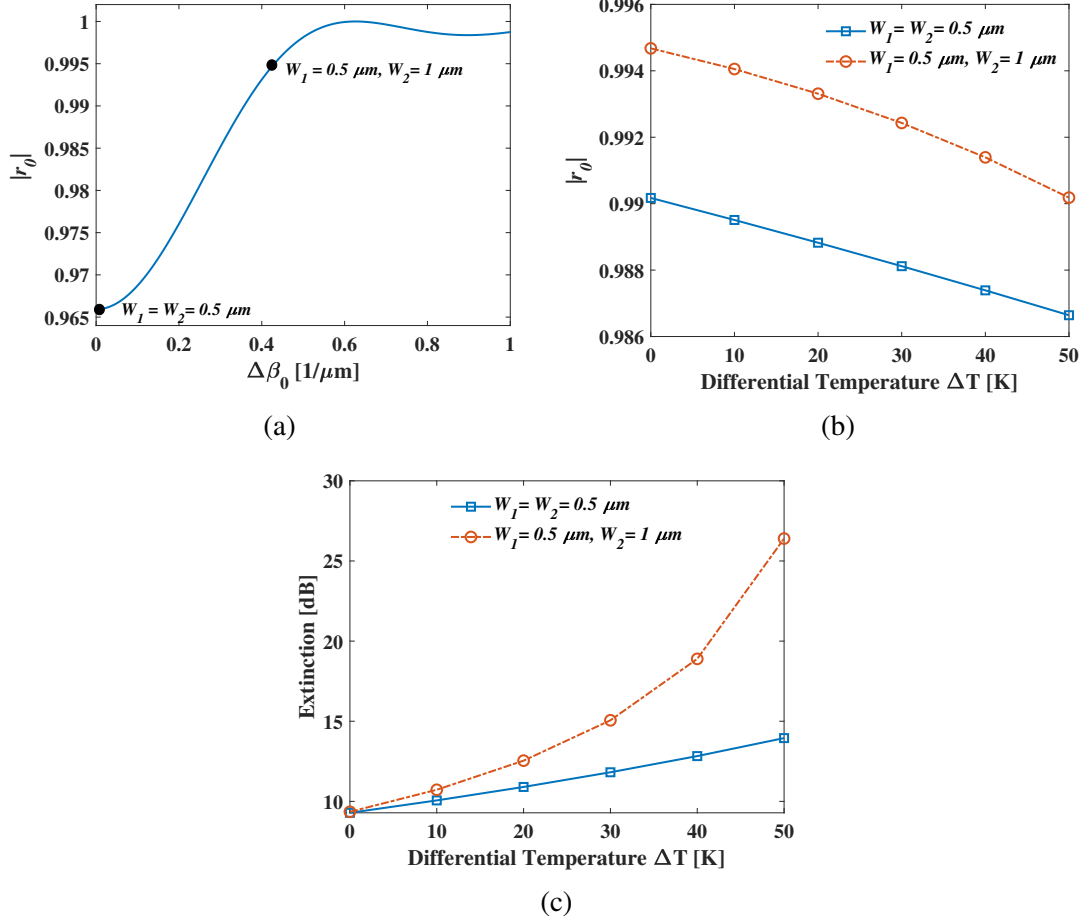 1
0.995
0.99
0.985
0.98
0.975
0.97
0.965
|r₀|
W₁ = 0.5 μm, W₂= 1 μm
W₁ = W₂= 0.5 μm
0 0.2 0.4 0.6 0.8 1
Δβ₀ [1/μm]
(a)
0.996
0.994
0.992
0.99
0.988
0.986
|r₀|
W₁= W₂= 0.5 μm
W₁= 0.5 μm, W₂= 1 μm
0 10 20 30 40 50
Differential Temperature ΔT [K]
(b)
30
25
20
15
10
Extinction [dB]
W₁= W₂= 0.5 μm
W₁= 0.5 μm, W₂= 1 μm
0 10 20 30 40 50
Differential Temperature ΔT [K]
(c)